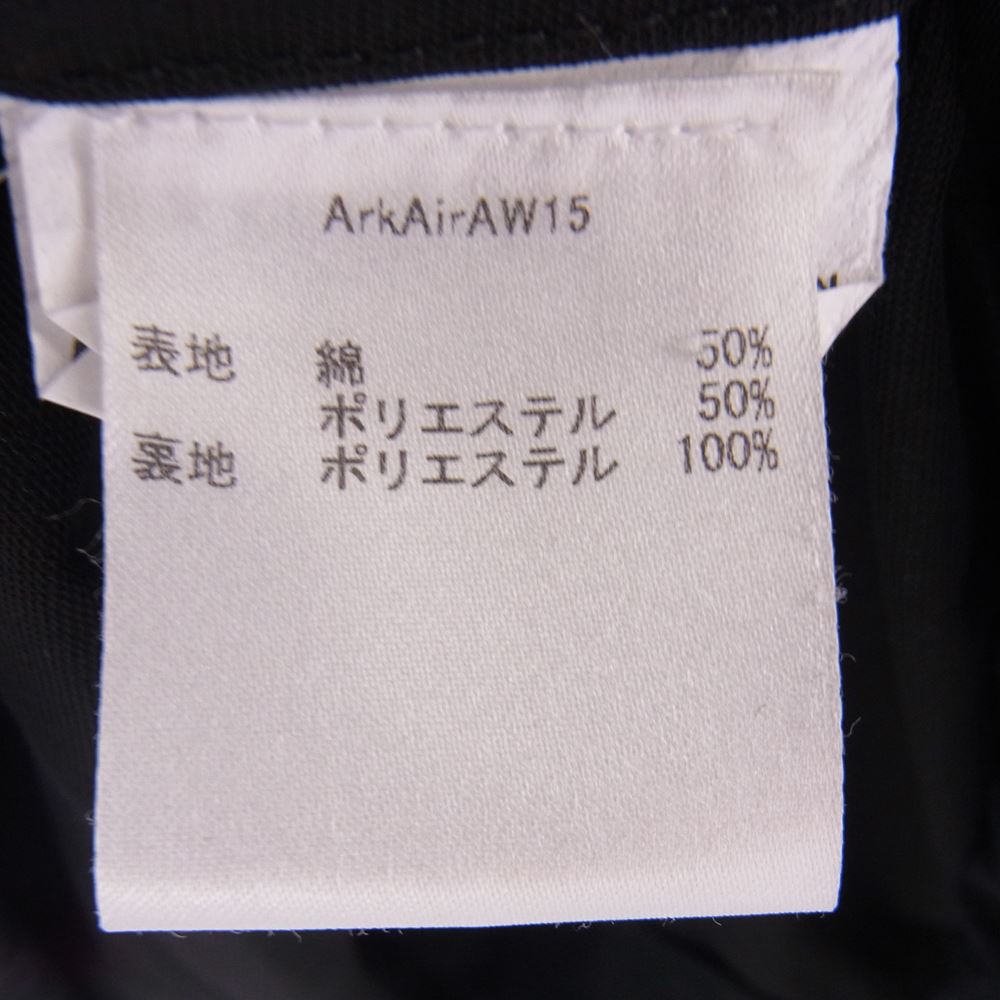 ArkAirAW15
表地 綿 50%
ポリエステル 50%
裏地 ポリエステル 100%